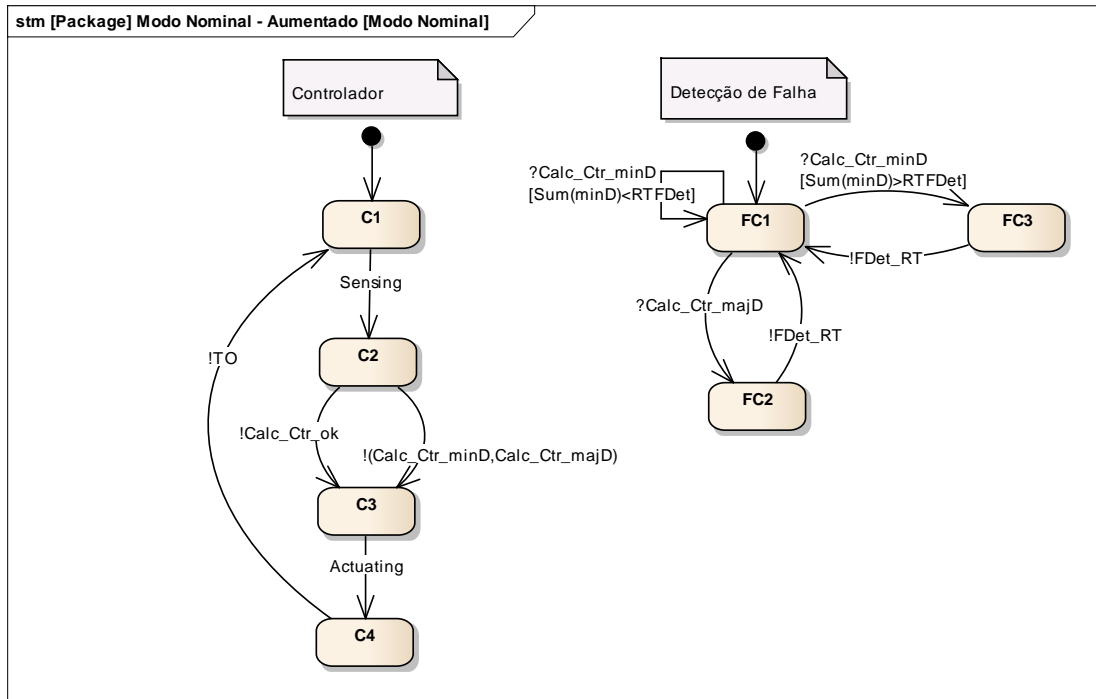 stm [Package] Modo Nominal - Aumentado [Modo Nominal]
Controlador
C1
Sensing
C2
!TO
!Calc_Ctr_ok
!(Calc_Ctr_minD,Calc_Ctr_majD)
C3
Actuating
C4
Detecção de Falha
?Calc_Ctr_minD
[Sum(minD)<RTFDet]
?Calc_Ctr_minD
[Sum(minD)>RTFDet]
FC1
FC3
!FDet_RT
?Calc_Ctr_majD
!FDet_RT
FC2